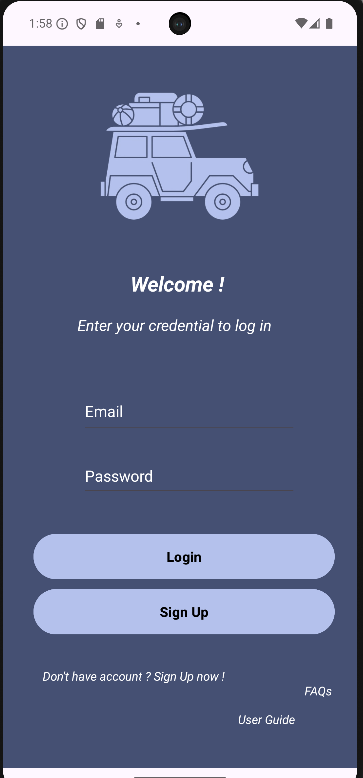 1:58
Welcome !
Enter your credential to log in
Email
Password
Login
Sign Up
Don't have account ? Sign Up now !
FAQs
User Guide